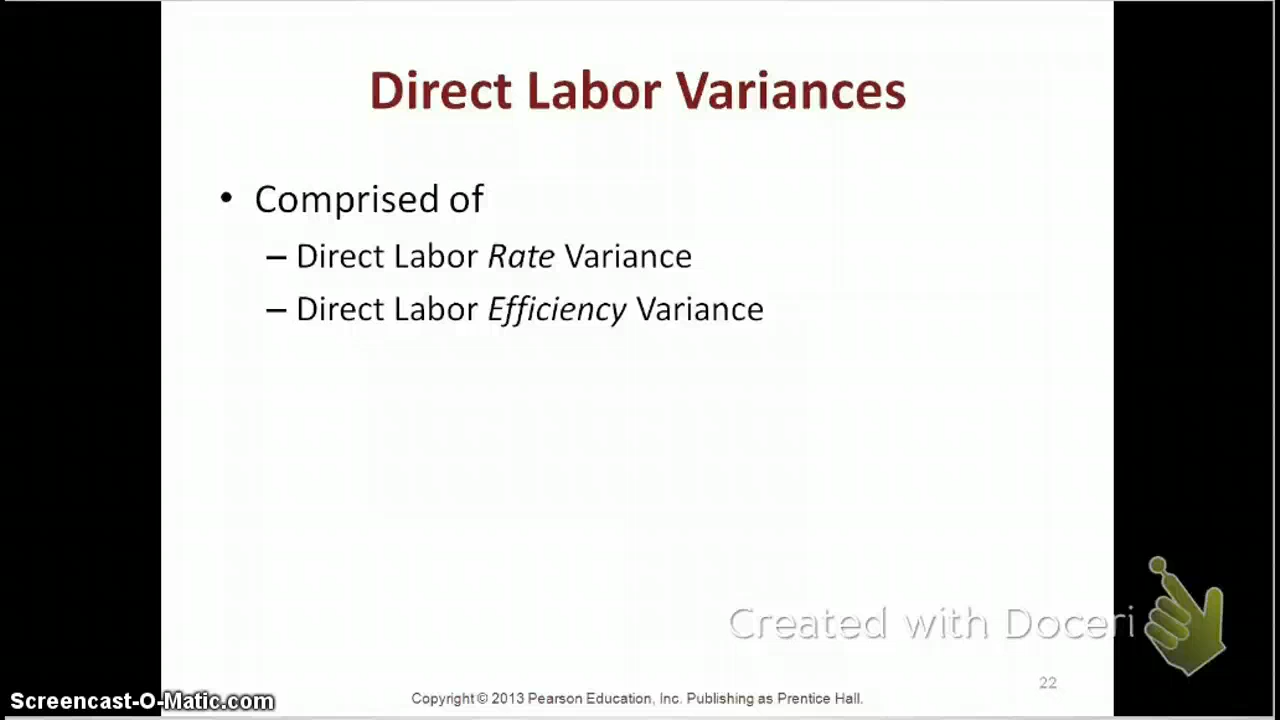 Direct Labor Variances
• Comprised of
– Direct Labor Rate Variance
– Direct Labor Efficiency Variance
Created with Doceri
22
Screencast-O-Matic.com
Copyright © 2013 Pearson Education, Inc. Publishing as Prentice Hall.